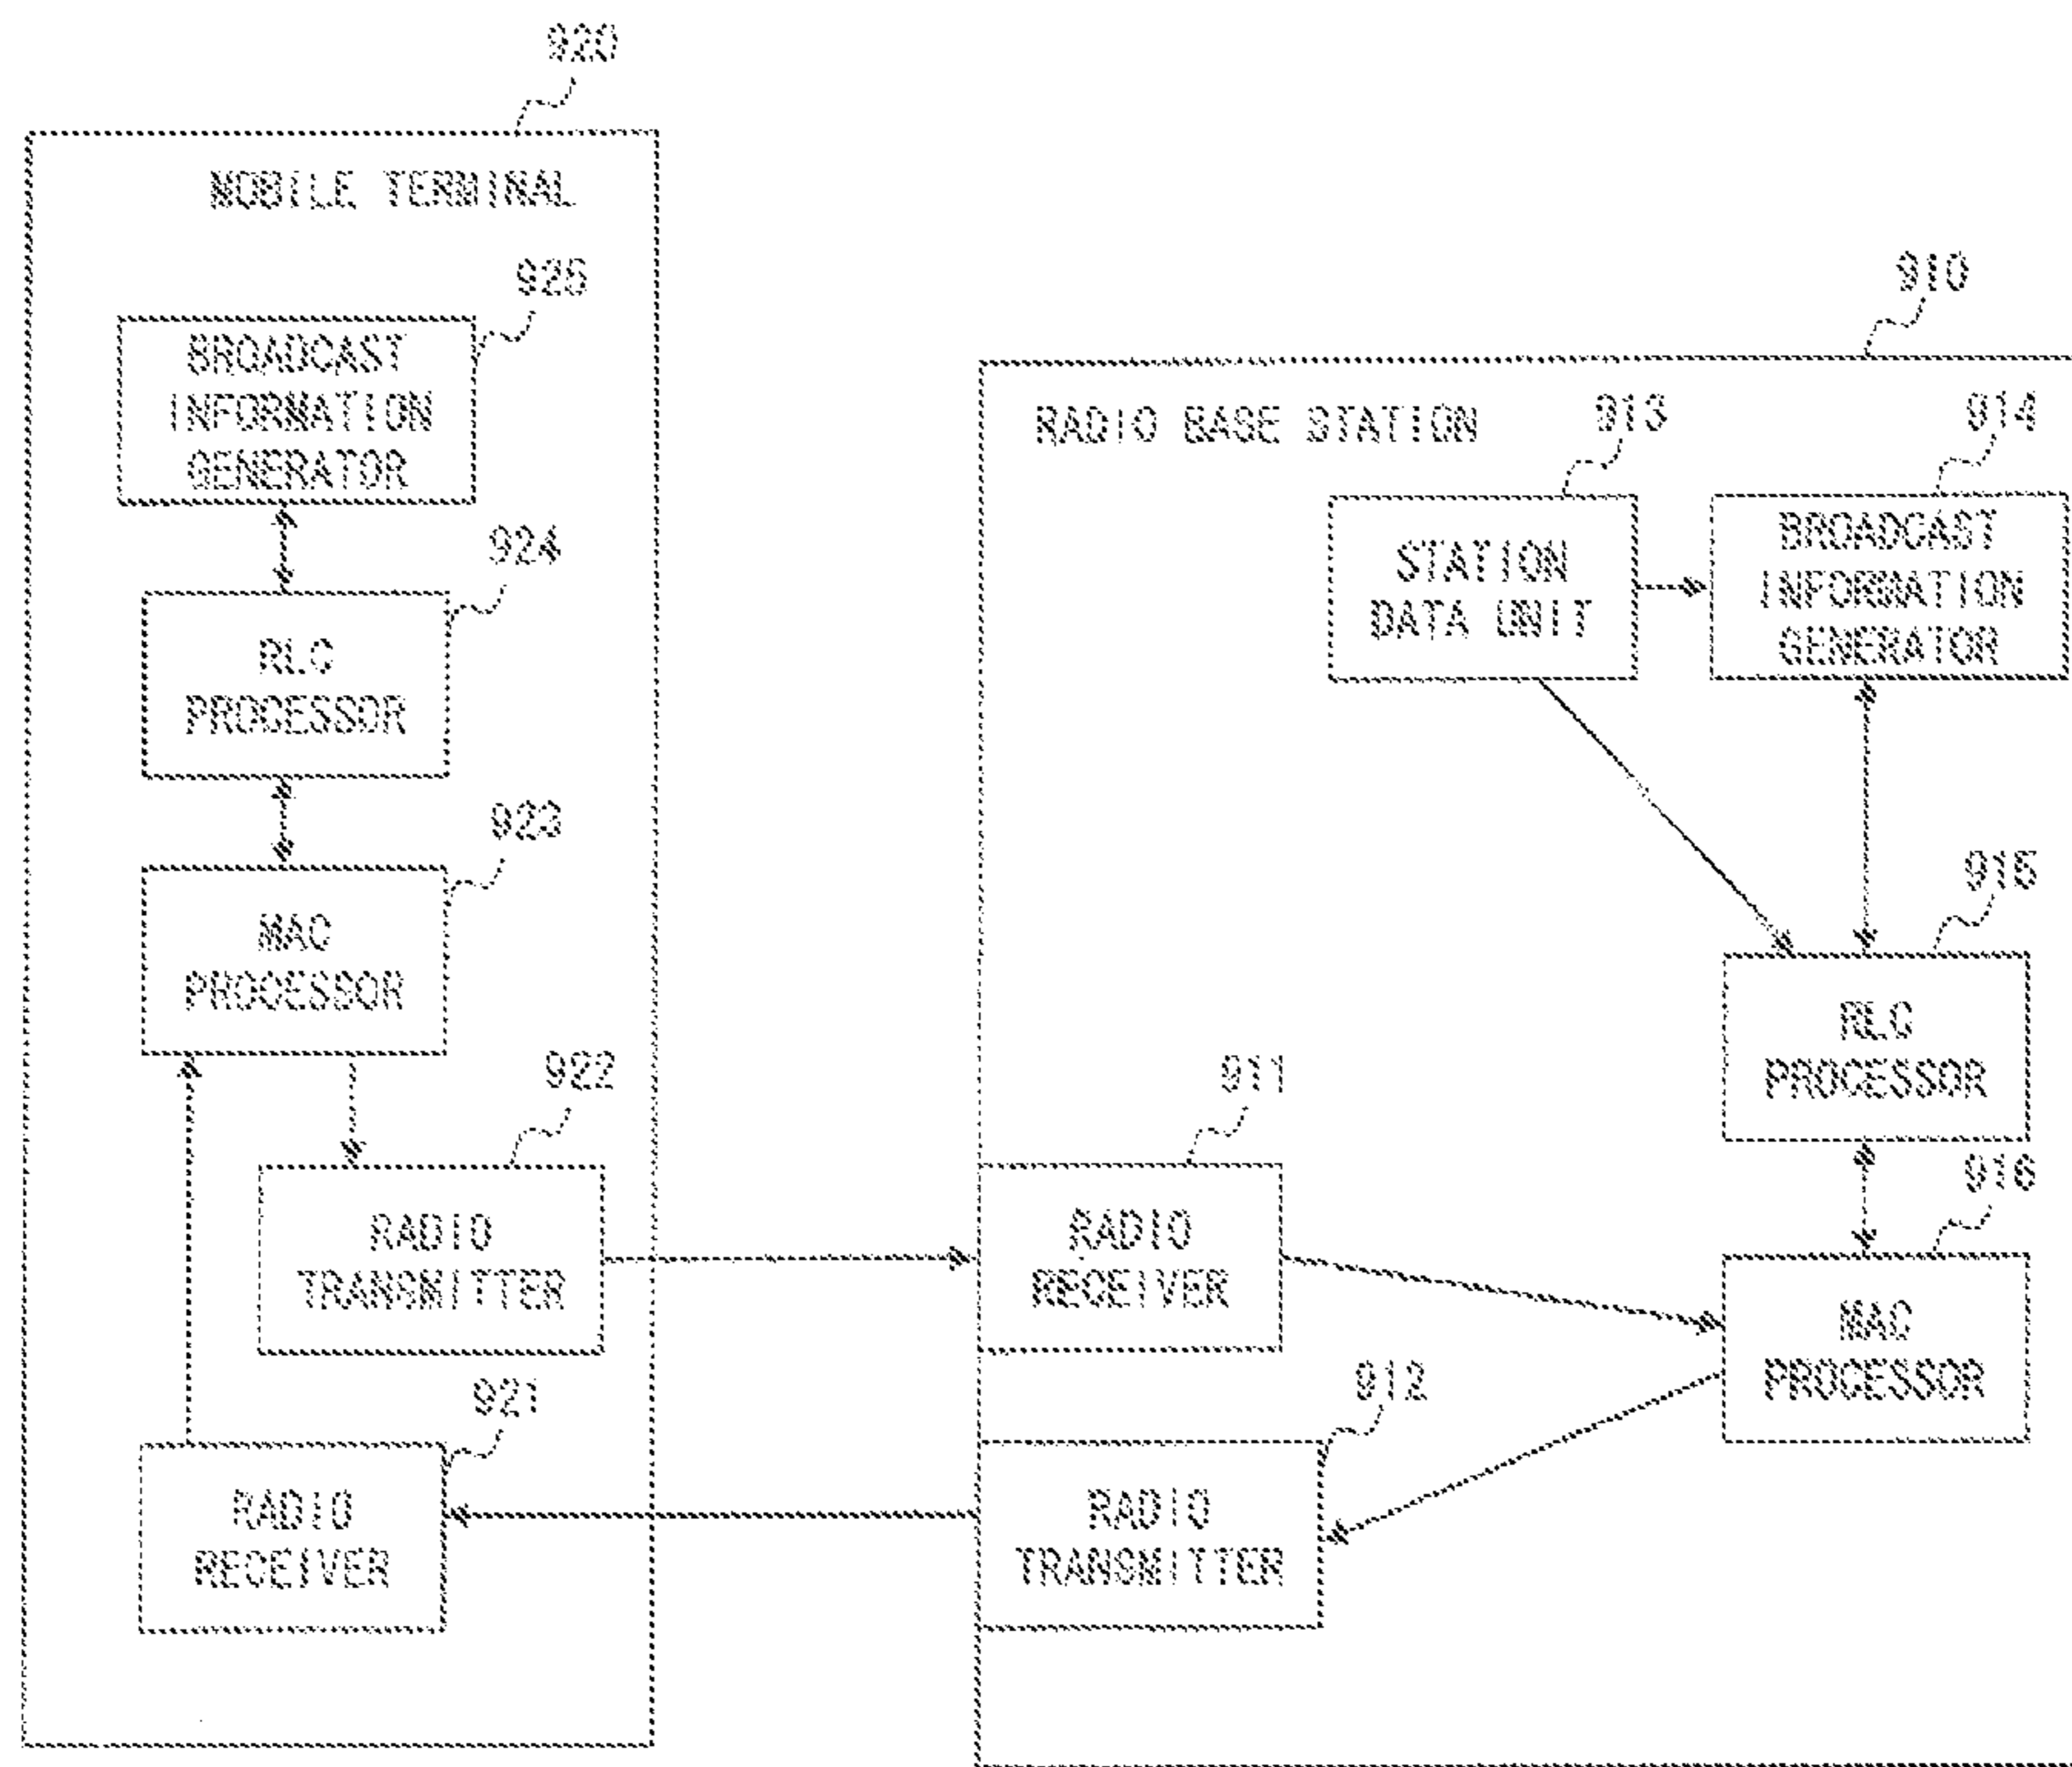 920
MOBILE TERMINAL
925
BROADCAST
INFORMATION
GENERATOR
924
RLC
PROCESSOR
923
MAC
PROCESSOR
922
RADIO
TRANSMITTER
921
RADIO
RECEIVER
910
RADIO BASE STATION
913
STATION
DATA UNIT
914
BROADCAST
INFORMATION
GENERATOR
915
RLC
PROCESSOR
916
MAC
PROCESSOR
911
RADIO
RECEIVER
912
RADIO
TRANSMITTER